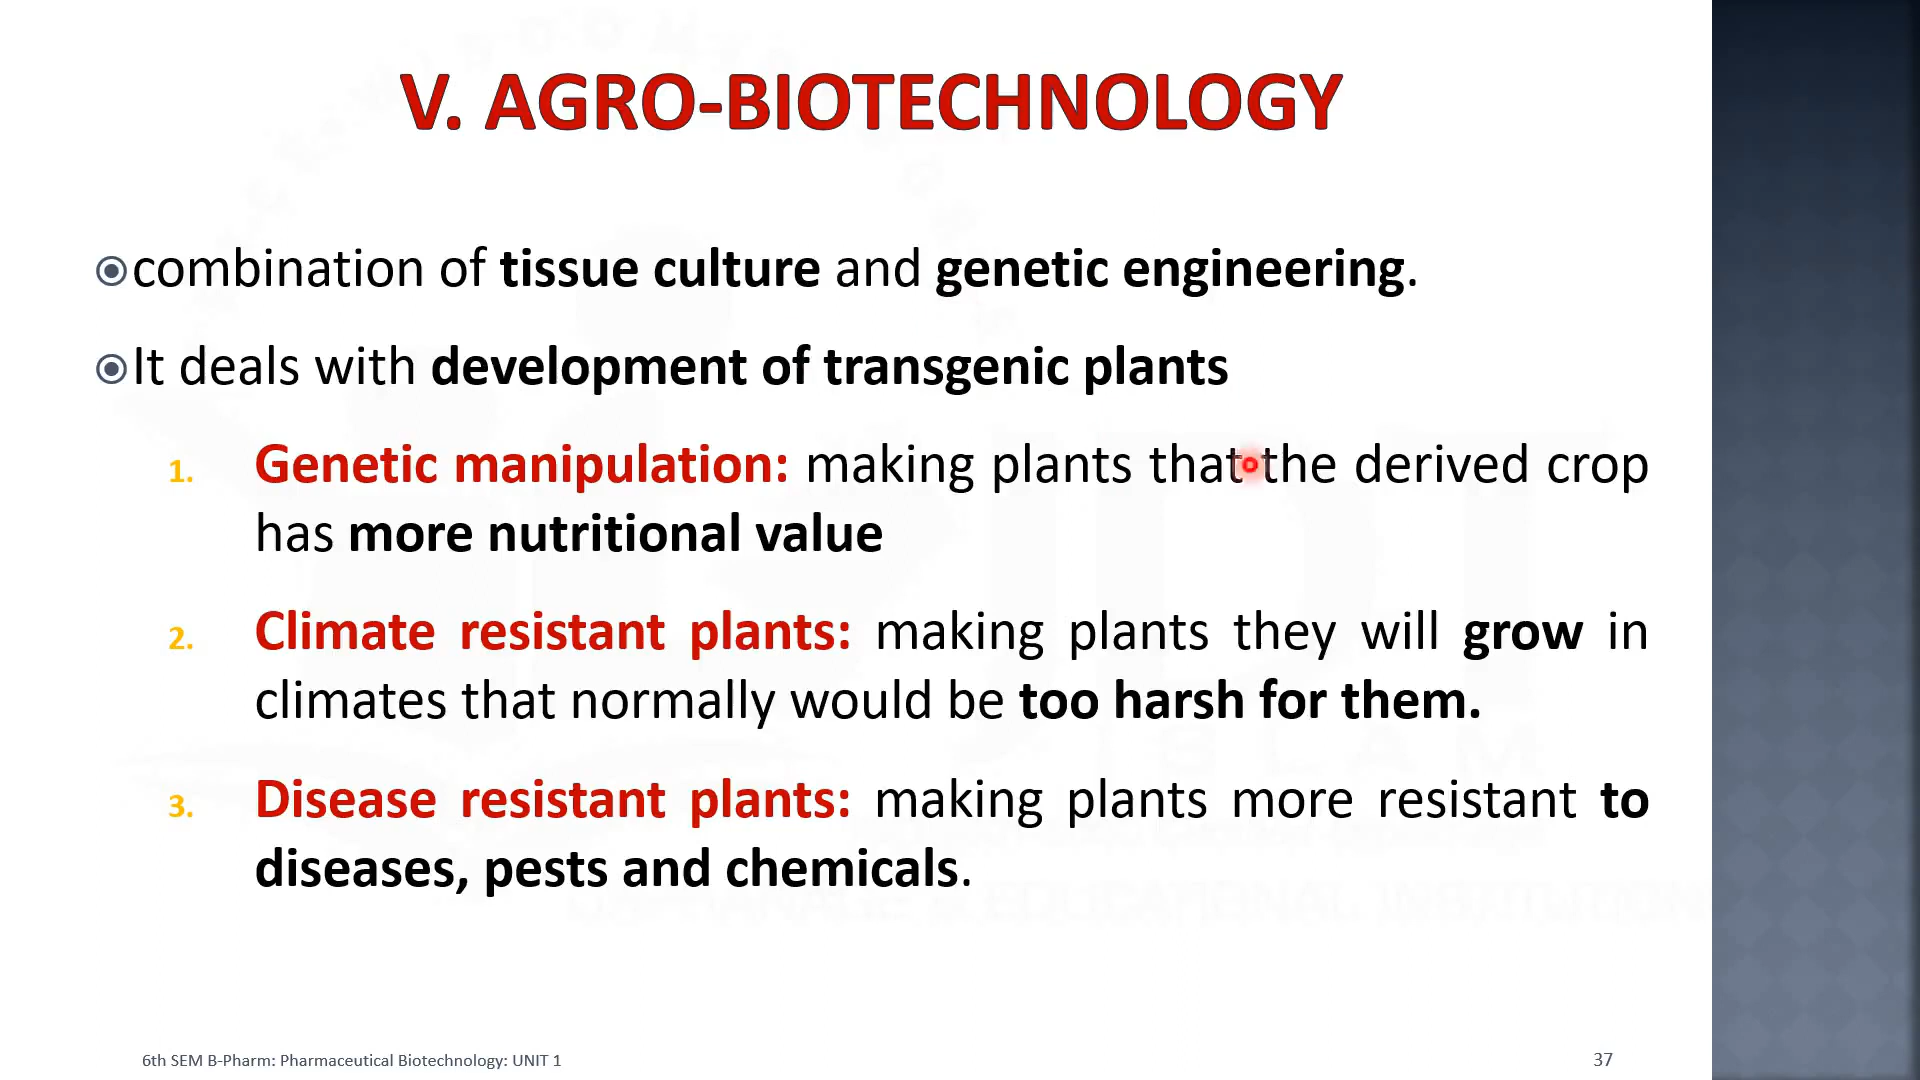 V. AGRO-BIOTECHNOLOGY
combination of tissue culture and genetic engineering.
It deals with development of transgenic plants
1. Genetic manipulation: making plants that the derived crop
has more nutritional value
2. Climate resistant plants: making plants they will grow in
climates that normally would be too harsh for them.
3. Disease resistant plants: making plants more resistant to
diseases, pests and chemicals.
6th SEM B-Pharm: Pharmaceutical Biotechnology: UNIT 1
37